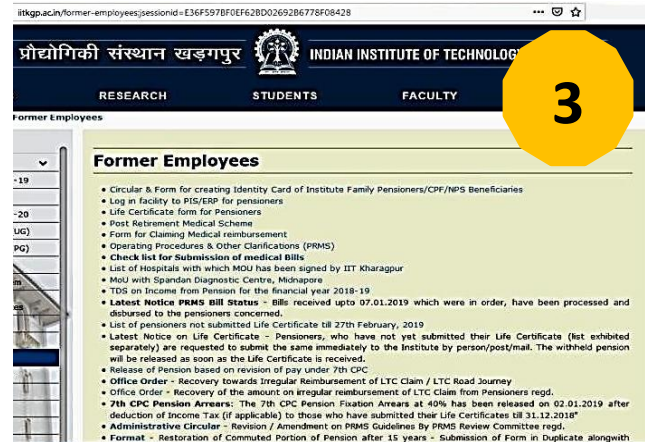 iitkgp.ac.in/former-employees;jsessionid=E36F597BF0EF62BD02692B6778F08428
प्रौद्योगिकी संस्थान खड़गपुर
INDIAN INSTITUTE OF TECHNOLOG
RESEARCH STUDENTS FACULTY
3
Former Employees
-19
-20
UG)
PG)
Former Employees
• Circular & Form for creating Identity Card of Institute Family Pensioners/CPF/NPS Beneficiaries
• Log in facility to PIS/ERP for pensioners
• Life Certificate form for Pensioners
• Post Retirement Medical Scheme
• Form for Claiming Medical reimbursement
• Operating Procedures & Other Clarifications (PRMS)
• Check list for Submission of medical Bills
• List of Hospitals with which MOU has been signed by IIT Kharagpur
• MoU with Spandan Diagnostic Centre, Midnapore
• TDS on Income from Pension for the financial year 2018-19
• Latest Notice PRMS Bill Status - Bills received upto 07.01.2019 which were in order, have been processed and
disbursed to the pensioners concerned.
• List of pensioners not submitted Life Certificate till 27th February, 2019
• Latest Notice on Life Certificate - Pensioners, who have not yet submitted their Life Certificate (list exhibited
separately) are requested to submit the same immediately to the Institute by person/post/mail. The withheld pension
will be released as soon as the Life Certificate is received.
• Release of Pension based on revision of pay under 7th CPC
• Office Order - Recovery towards Irregular Reimbursement of LTC Claim / LTC Road Journey
• Office Order - Recovery of the amount on irregular reimbursement of LTC Claim from Pensioners regd.
• 7th CPC Pension Arrears: The 7th CPC Pension Fixation Arrears at 40% has been released on 02.01.2019 after
deduction of Income Tax (if applicable) to those who have submitted their Life Certificates till 31.12.2018"
• Administrative Circular - Revision / Amendment on PRMS Guidelines By PRMS Review Committee regd.
• Format - Restoration of Commuted Portion of Pension after 15 years - Submission of Form in Duplicate alongwith